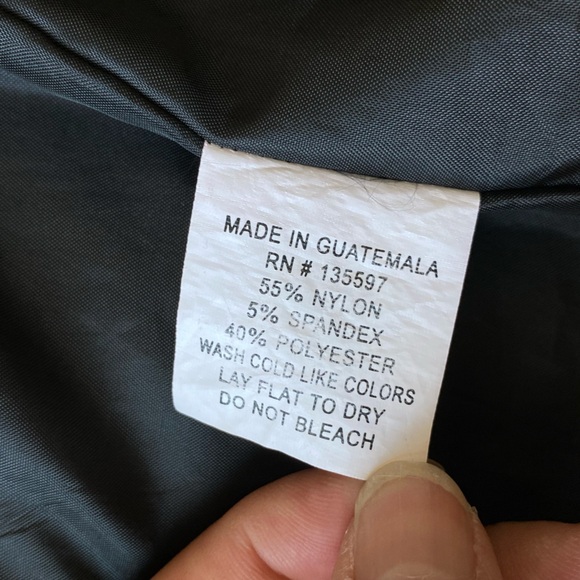 MADE IN GUATEMALA
RN # 135597
55% NYLON
5% SPANDEX
40% POLYESTER
WASH COLD LIKE COLORS
LAY FLAT TO DRY
DO NOT BLEACH